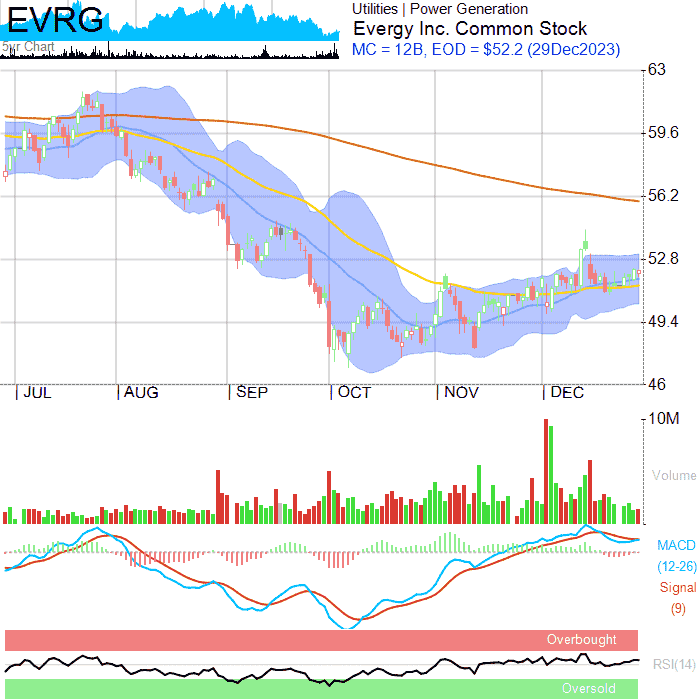 EVRG
5yr Chart
Utilities | Power Generation
Evergy Inc. Common Stock
MC = 12B, EOD = $52.2 (29Dec2023)
63
59.6
56.2
52.8
49.4
46
JUL AUG SEP OCT NOV DEC
10M
Volume
MACD
(12-26)
Signal
(9)
Overbought
RSI(14)
Oversold